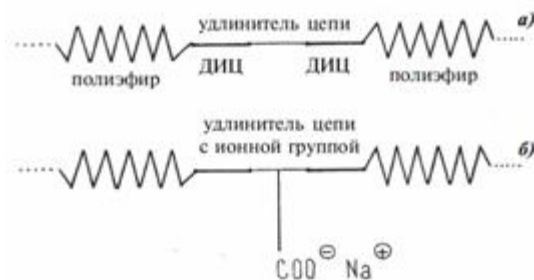 удлинитель цепи
а)
ДИЦ ДИЦ
полиэфир полиэфир
удлинитель цепи
с ионной группой
б)
COO⊖ Na⊕